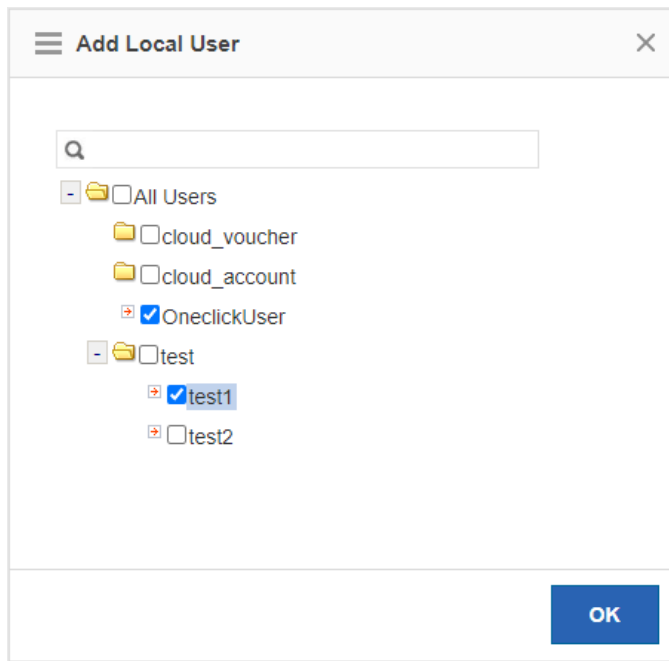 Add Local User
All Users
cloud_voucher
cloud_account
OneclickUser
test
test1
test2
OK